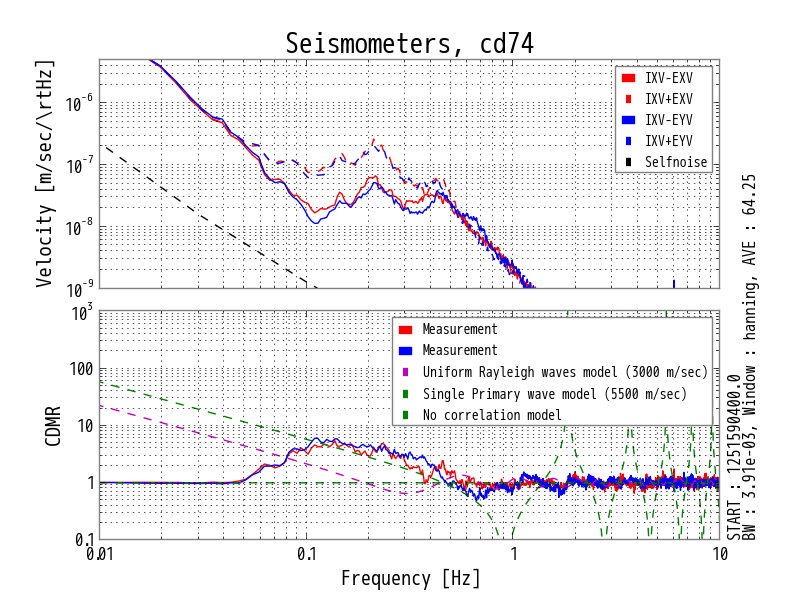 Seismometers, cd74
Velocity [m/sec/\rtHz]
10^-6
10^-7
10^-8
10^-9
IXV-EXV
IXV+EXV
IXV-EYV
IXV+EYV
Selfnoise
CDMR
10^3
100
10
1
0.1
Measurement
Measurement
Uniform Rayleigh waves model (3000 m/sec)
Single Primary wave model (5500 m/sec)
No correlation model
0.01
0.1
1
10
Frequency [Hz]
START : 1251590400.0
BW : 3.91e-03, Window : hanning, AVE : 64.25